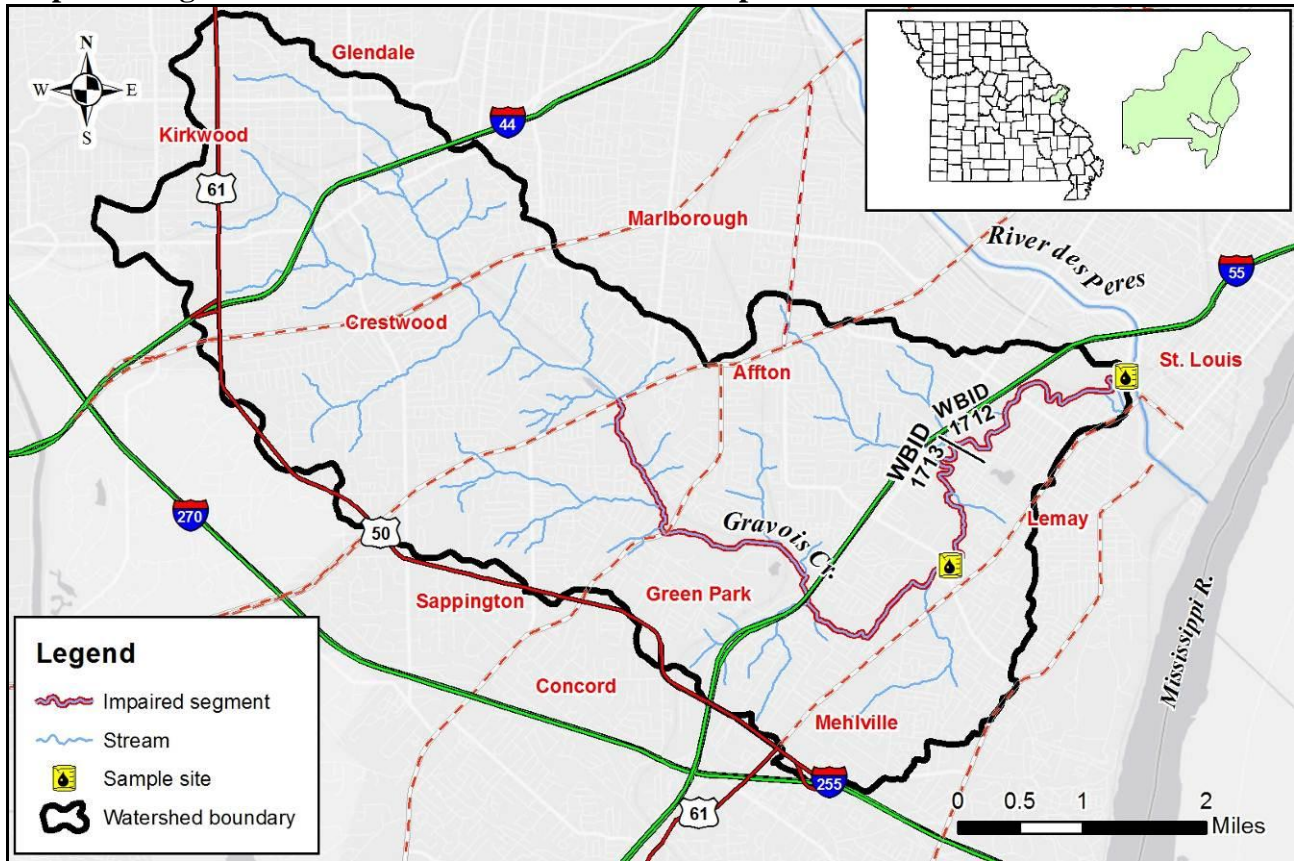 N
W E
S
Glendale
Kirkwood
44
61
Marlborough
River des Peres
55
Crestwood
Affton
St. Louis
WBID
1712
WBID
1713
270
50
Gravois Cr.
Lemay
Sappington
Green Park
Mississippi R.
Concord
Mehlville
255
61
Legend
Impaired segment
Stream
Sample site
Watershed boundary
0 0.5 1 2
Miles